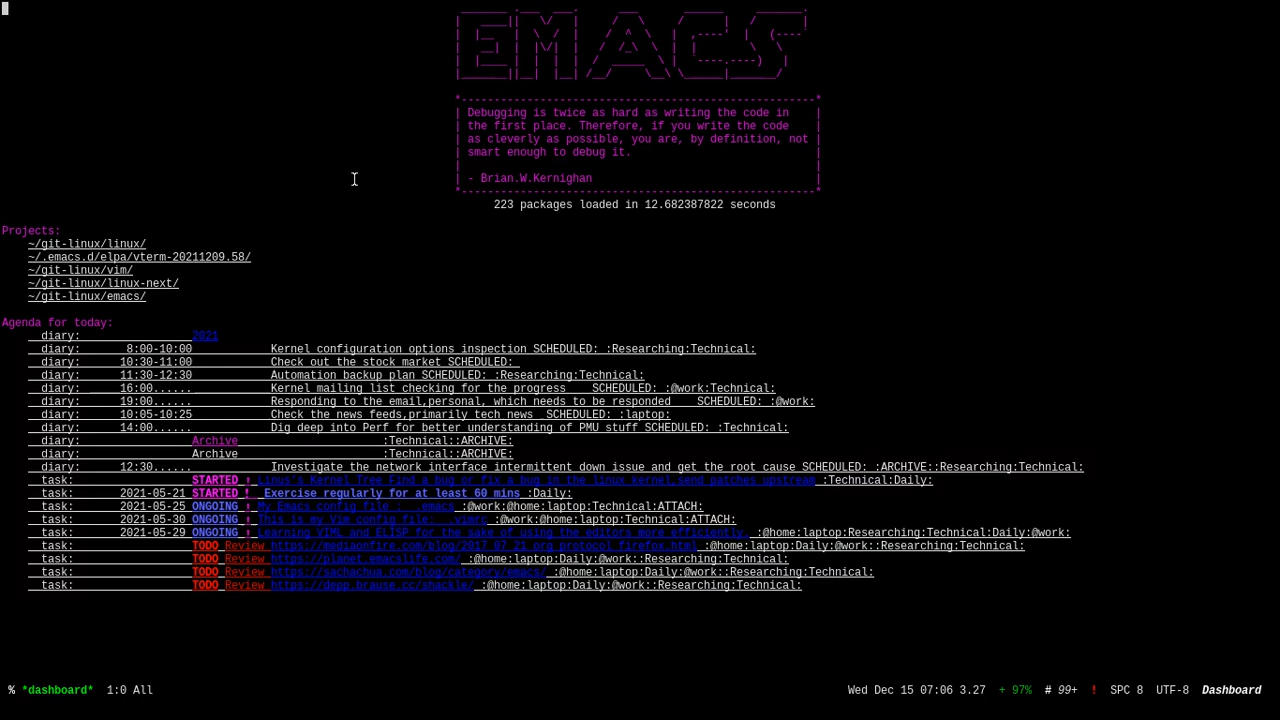 EMACS
Debugging is twice as hard as writing the code in
the first place. Therefore, if you write the code
as cleverly as possible, you are, by definition, not
smart enough to debug it.
- Brian.W.Kernighan
223 packages loaded in 12.682387822 seconds
Projects:
~/git-linux/linux/
~/.emacs.d/elpa/vterm-20211209.58/
~/git-linux/vim/
~/git-linux/linux-next/
~/git-linux/emacs/
Agenda for today:
diary: 2021
diary: 8:00-10:00 Kernel configuration options inspection SCHEDULED: :Researching:Technical:
diary: 10:30-11:00 Check out the stock market SCHEDULED:
diary: 11:30-12:30 Automation backup plan SCHEDULED: :Researching:Technical:
diary: 16:00...... Kernel mailing list checking for the progress SCHEDULED: :@work:Technical:
diary: 19:00...... Responding to the email,personal, which needs to be responded SCHEDULED: :@work:
diary: 10:05-10:25 Check the news feeds,primarily tech news SCHEDULED: :laptop:
diary: 14:00...... Dig deep into Perf for better understanding of PMU stuff SCHEDULED: :Technical:
diary: Archive :Technical::ARCHIVE:
diary: Archive :Technical::ARCHIVE:
diary: 12:30...... Investigate the network interface intermittent down issue and get the root cause SCHEDULED: :ARCHIVE::Researching:Technical:
task: STARTED ! Linus's Kernel Tree Find a bug or fix a bug in the linux kernel,send patches upstream :Technical:Daily:
task: 2021-05-21 STARTED ! Exercise regularly for at least 60 mins :Daily:
task: 2021-05-25 ONGOING ! My Emacs config file : .emacs :@work:@home:laptop:Technical:ATTACH:
task: 2021-05-30 ONGOING ! This is my Vim config file: .vimrc :@work:@home:laptop:Technical:ATTACH:
task: 2021-05-29 ONGOING ! Learning VIML and ELISP for the sake of using the editors more efficiently. :@home:laptop:Researching:Technical:Daily:@work:
task: TODO Review https://mediaonfire.com/blog/2017_07_21_org_protocol_firefox.html :@home:laptop:Daily:@work::Researching:Technical:
task: TODO Review https://planet.emacslife.com/ :@home:laptop:Daily:@work::Researching:Technical:
task: TODO Review https://sachachua.com/blog/category/emacs/ :@home:laptop:Daily:@work::Researching:Technical:
task: TODO Review https://depp.brause.cc/shackle/ :@home:laptop:Daily:@work::Researching:Technical:
% *dashboard* 1:0 All Wed Dec 15 07:06 3.27 + 97% # 99+ ! SPC 8 UTF-8 Dashboard